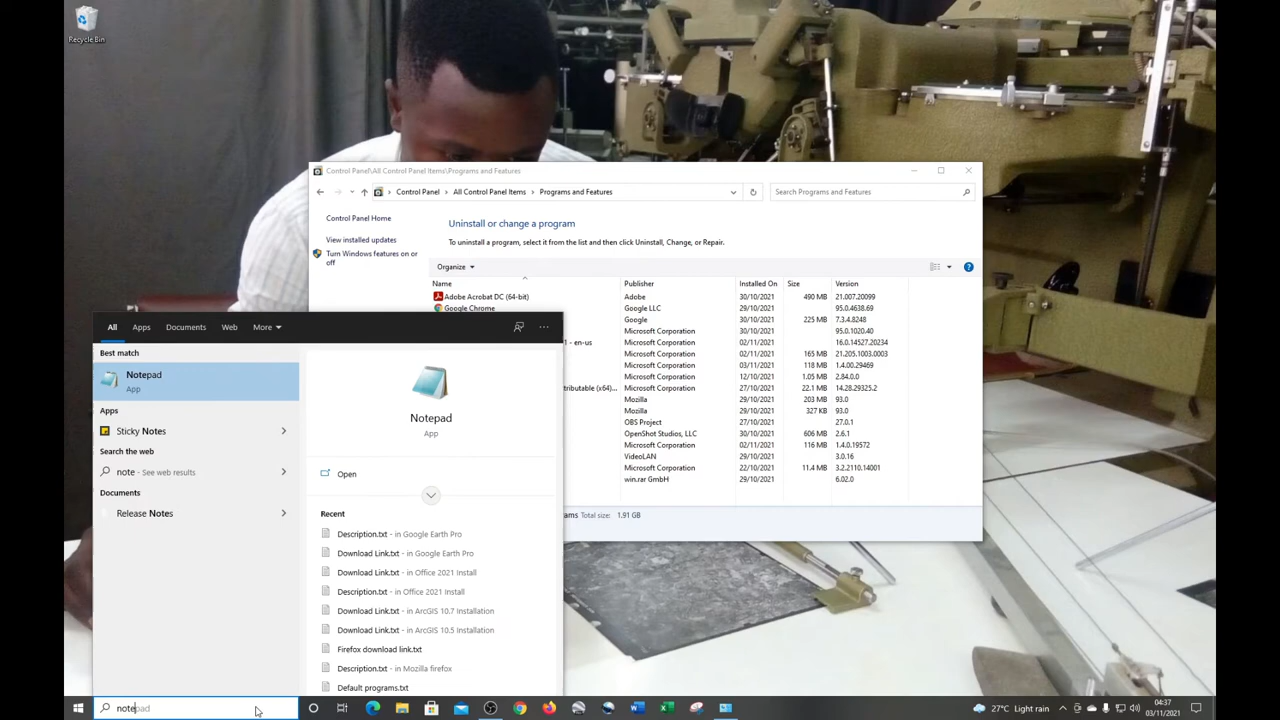 Recycle Bin
Control Panel\All Control Panel Items\Programs and Features
Control Panel > All Control Panel Items > Programs and Features
Search Programs and Features
Control Panel Home
View installed updates
Turn Windows features on or
off
Uninstall or change a program
To uninstall a program, select it from the list and then click Uninstall, Change, or Repair.
Organize
Name Publisher Installed On Size Version
Adobe Acrobat DC (64-bit) Adobe 30/10/2021 490 MB 21.007.20099
Google Chrome Google LLC 29/10/2021 95.0.4638.69
Google 30/10/2021 225 MB 7.3.4.8248
Microsoft Corporation 30/10/2021 95.0.1020.40
1 - en-us Microsoft Corporation 02/11/2021 16.0.14527.20234
Microsoft Corporation 02/11/2021 165 MB 21.205.1003.0003
Microsoft Corporation 03/11/2021 118 MB 1.4.00.29469
Microsoft Corporation 27/10/2021 1.05 MB 2.84.0.0
tributable (x64)... Microsoft Corporation 27/10/2021 22.1 MB 14.28.29325.2
Mozilla 29/10/2021 203 MB 93.0
Mozilla 29/10/2021 327 KB 93.0
OBS Project 27/10/2021 27.0.1
OpenShot Studios, LLC 30/10/2021 606 MB 2.6.1
Microsoft Corporation 02/11/2021 116 MB 1.4.0.19572
VideoLAN 29/10/2021 3.0.16
Microsoft Corporation 22/10/2021 11.4 MB 3.2.2110.14001
win.rar GmbH 29/10/2021 6.02.0
ams Total size: 1.91 GB
All Apps Documents Web More
Best match
Notepad
App
Apps
Sticky Notes
Search the web
note - See web results
Documents
Release Notes
Notepad
App
Open
Recent
Description.txt - in Google Earth Pro
Download Link.txt - in Google Earth Pro
Download Link.txt - in Office 2021 Install
Description.txt - in Office 2021 Install
Download Link.txt - in ArcGIS 10.7 Installation
Download Link.txt - in ArcGIS 10.5 Installation
Firefox download link.txt
Description.txt - in Mozilla firefox
Default programs.txt
notepad
27°C Light rain
04:37
03/11/2021